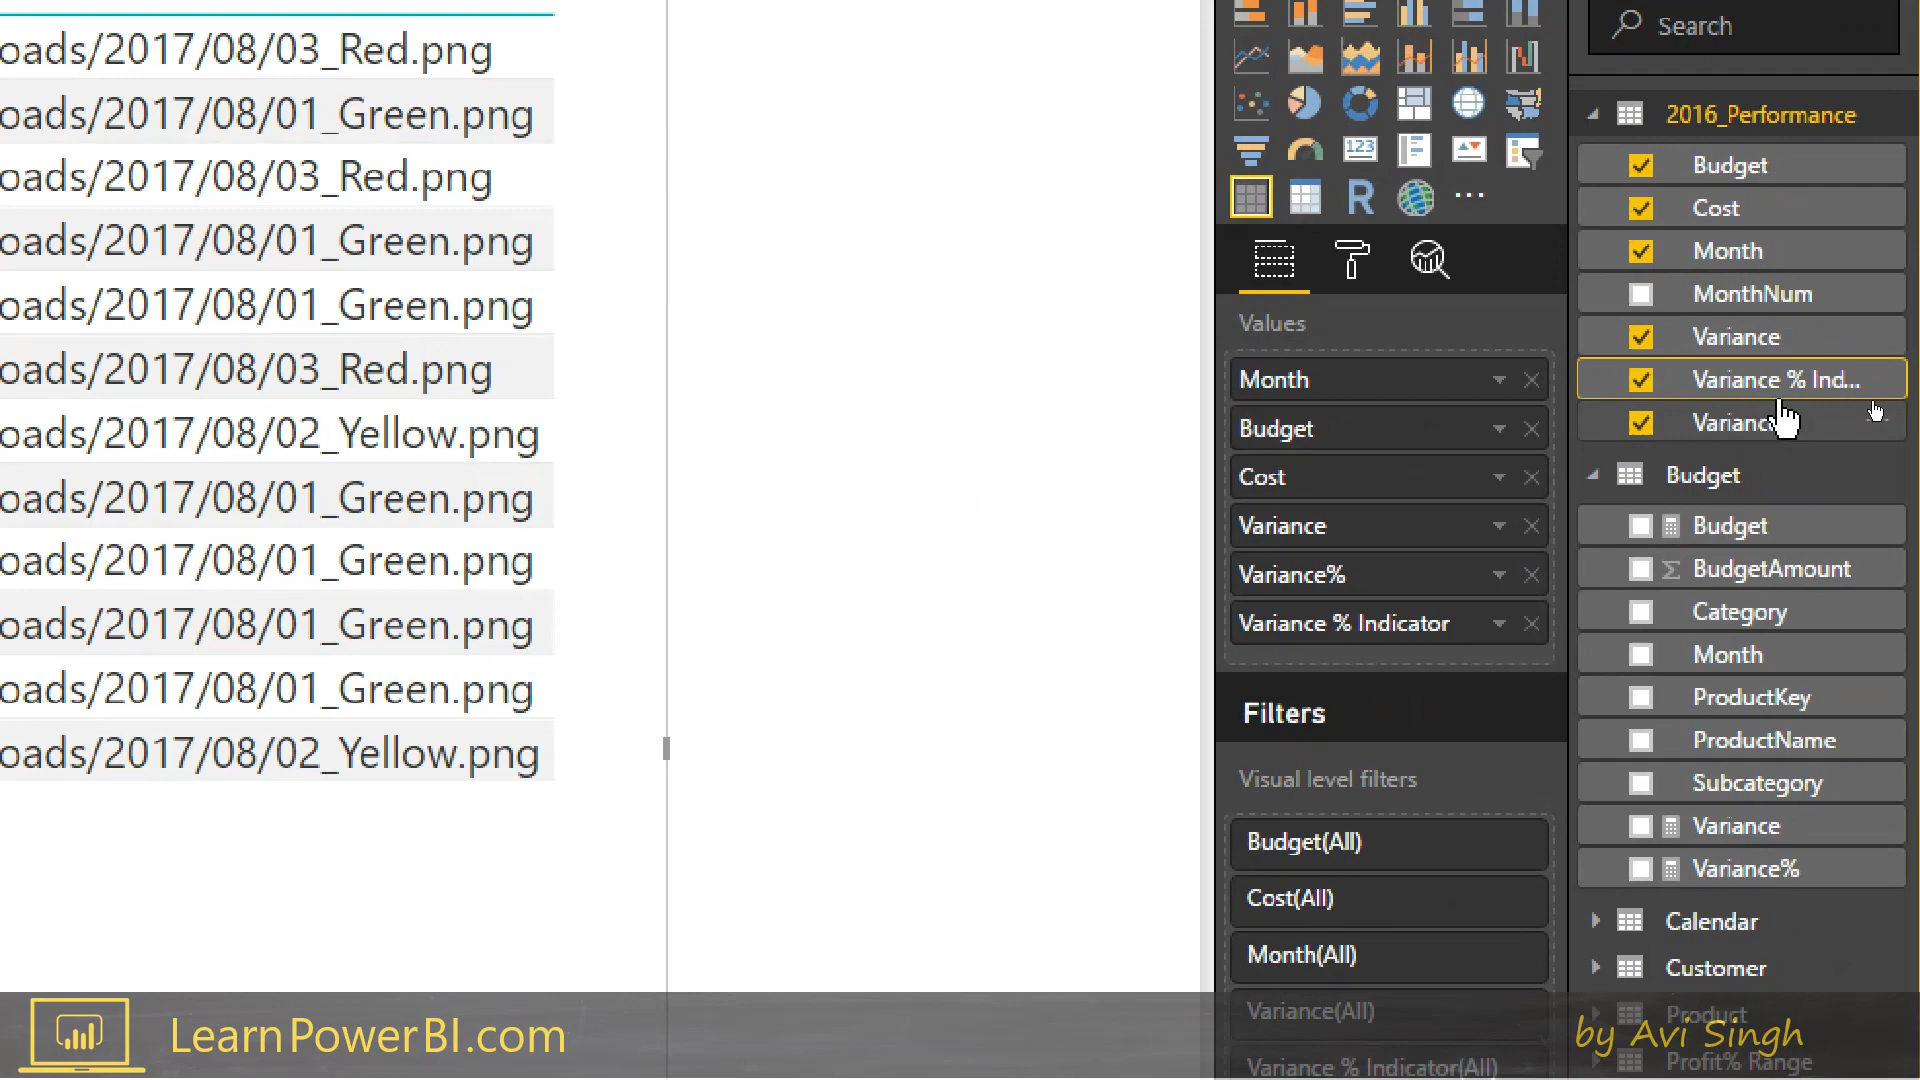 oads/2017/08/03_Red.png
oads/2017/08/01_Green.png
oads/2017/08/03_Red.png
oads/2017/08/01_Green.png
oads/2017/08/01_Green.png
oads/2017/08/03_Red.png
oads/2017/08/02_Yellow.png
oads/2017/08/01_Green.png
oads/2017/08/01_Green.png
oads/2017/08/01_Green.png
oads/2017/08/01_Green.png
oads/2017/08/02_Yellow.png
123
R
Values
Month
Budget
Cost
Variance
Variance%
Variance % Indicator
Filters
Visual level filters
Budget(All)
Cost(All)
Month(All)
Variance(All)
Variance % Indicator(All)
Search
2016_Performance
Budget
Cost
Month
MonthNum
Variance
Variance % Ind...
Budget
Budget
BudgetAmount
Category
Month
ProductKey
ProductName
Subcategory
Variance
Variance%
Calendar
Customer
Product
Profit% Range
LearnPowerBI.com
by Avi Singh